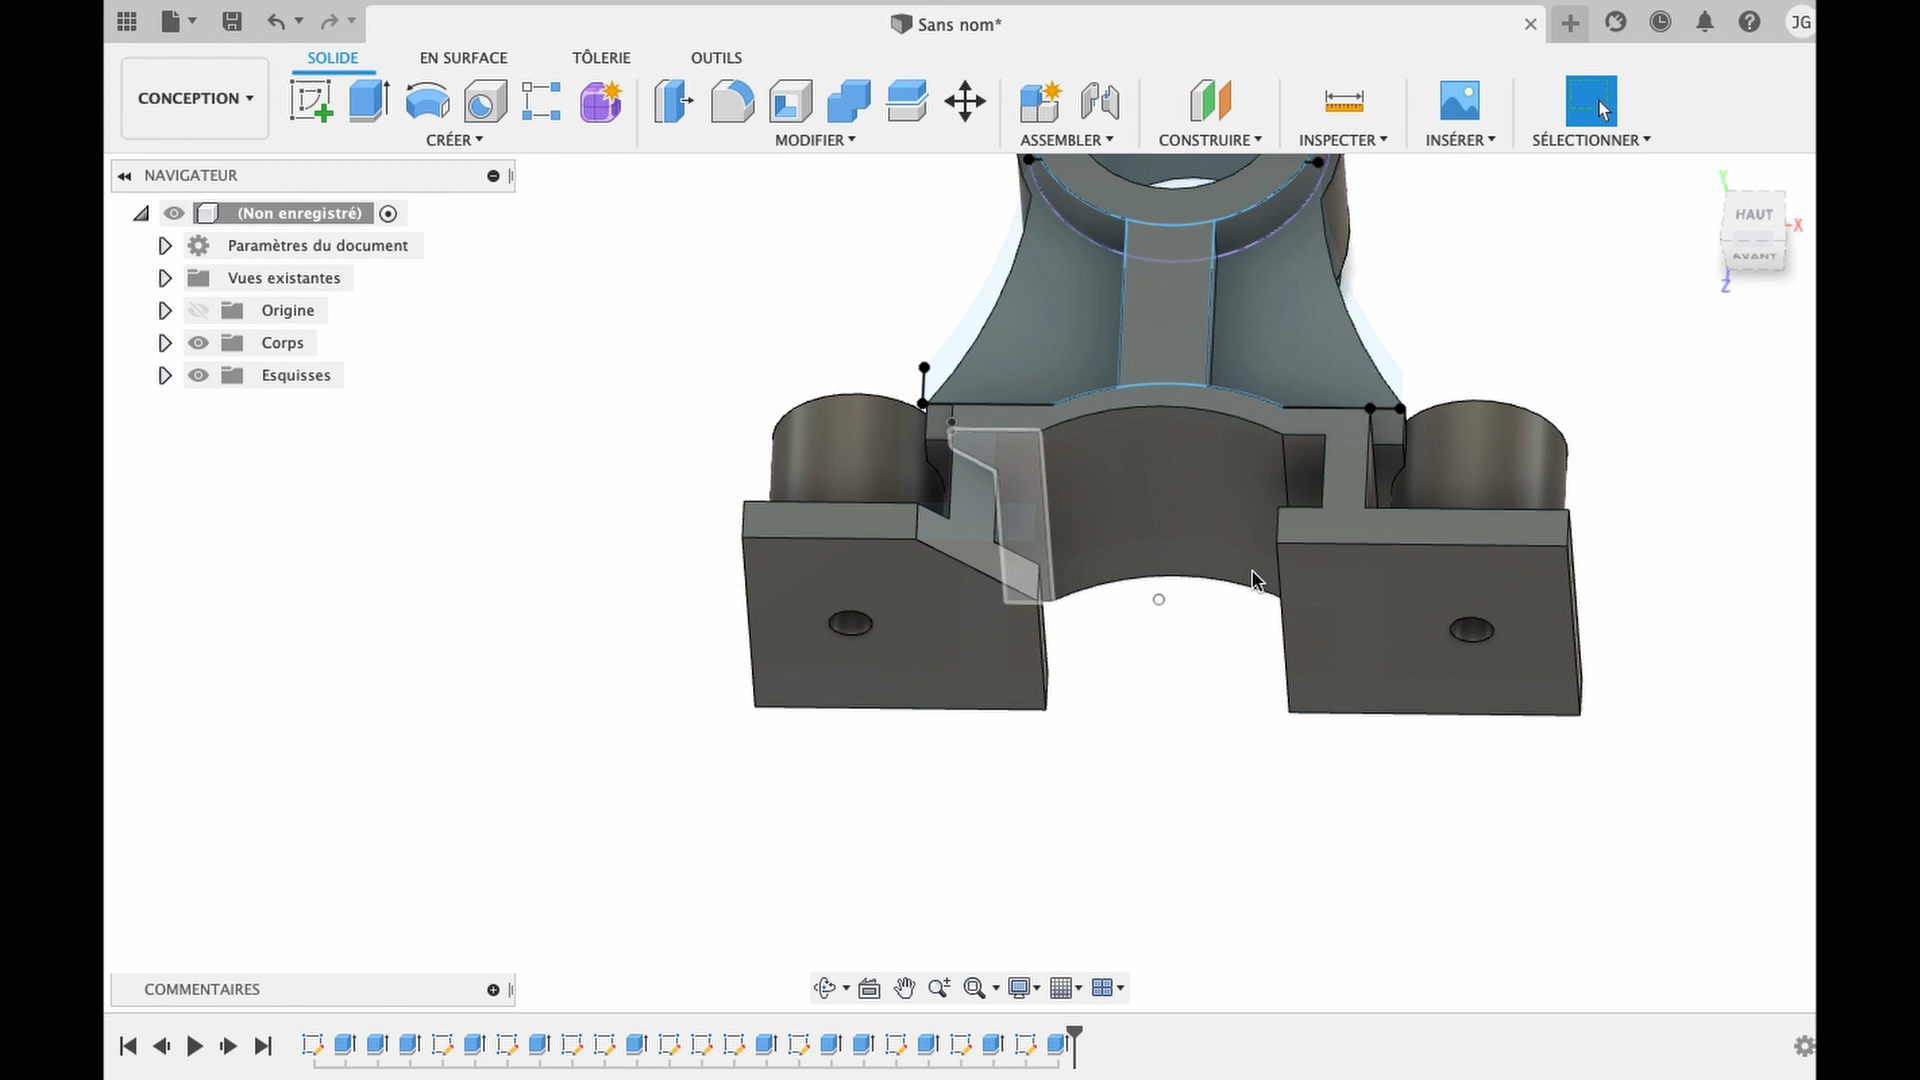 Sans nom*
JG
SOLIDE
EN SURFACE
TÔLERIE
OUTILS
CONCEPTION
CRÉER
MODIFIER
ASSEMBLER
CONSTRUIRE
INSPECTER
INSÉRER
SÉLECTIONNER
NAVIGATEUR
(Non enregistré)
Paramètres du document
Vues existantes
Origine
Corps
Esquisses
Y
HAUT
X
AVANT
Z
COMMENTAIRES